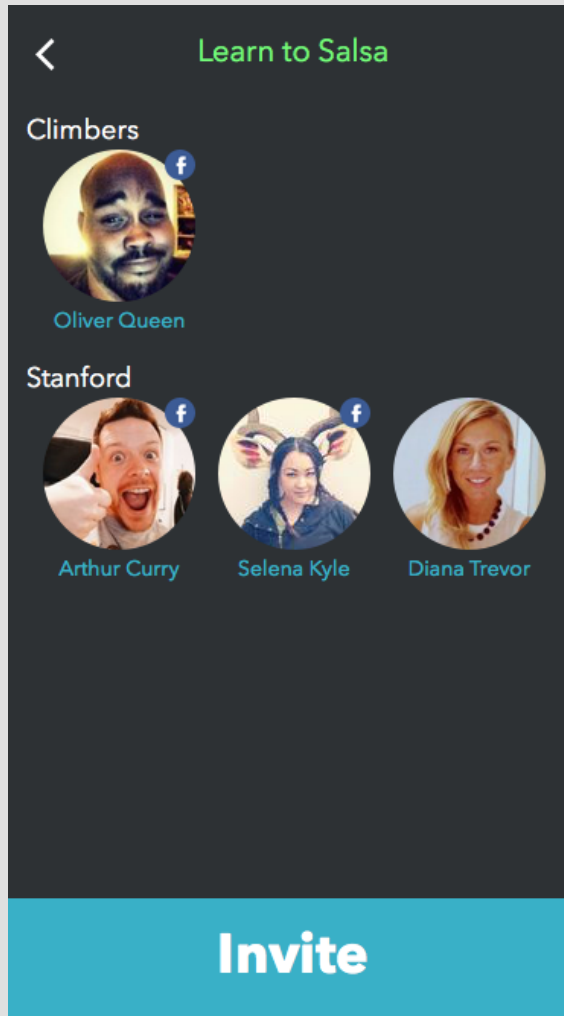 Learn to Salsa
Climbers
f
Oliver Queen
Stanford
f
f
Arthur Curry
Selena Kyle
Diana Trevor
Invite